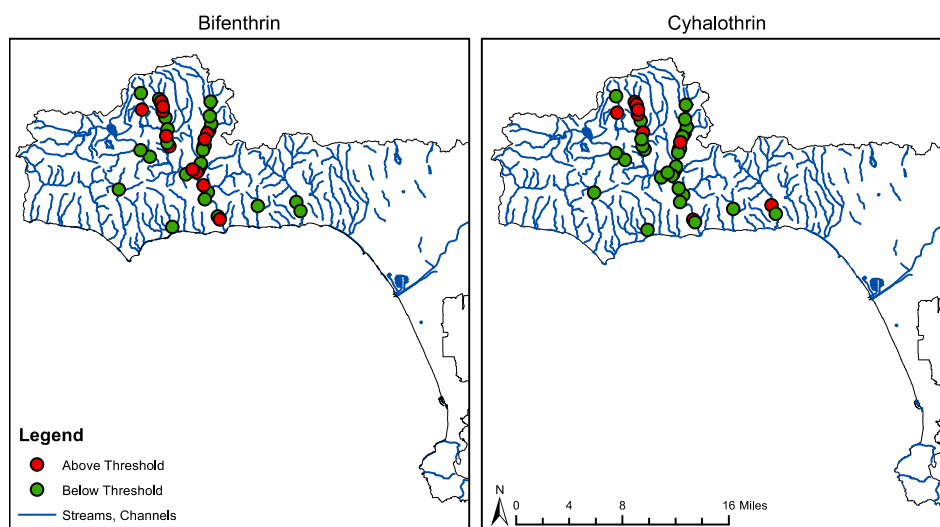 Bifenthrin
Cyhalothrin
Legend
Above Threshold
Below Threshold
Streams, Channels
N
0 4 8 16 Miles